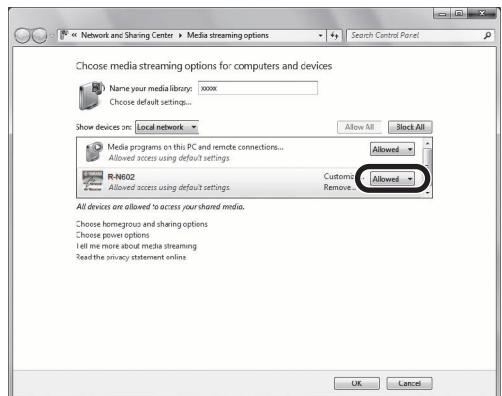 « Network and Sharing Center ▸ Media streaming options
Search Control Panel
Choose media streaming options for computers and devices
Name your media library: xxxxx
Choose default settings...
Show devices on: Local network
Allow All
Block All
Media programs on this PC and remote connections...
Allowed access using default settings.
Allowed
R-N602
Allowed access using default settings.
Customize...
Remove...
Allowed
All devices are allowed to access your shared media.
Choose homegroup and sharing options
Choose power options
Tell me more about media streaming
Read the privacy statement online
OK
Cancel